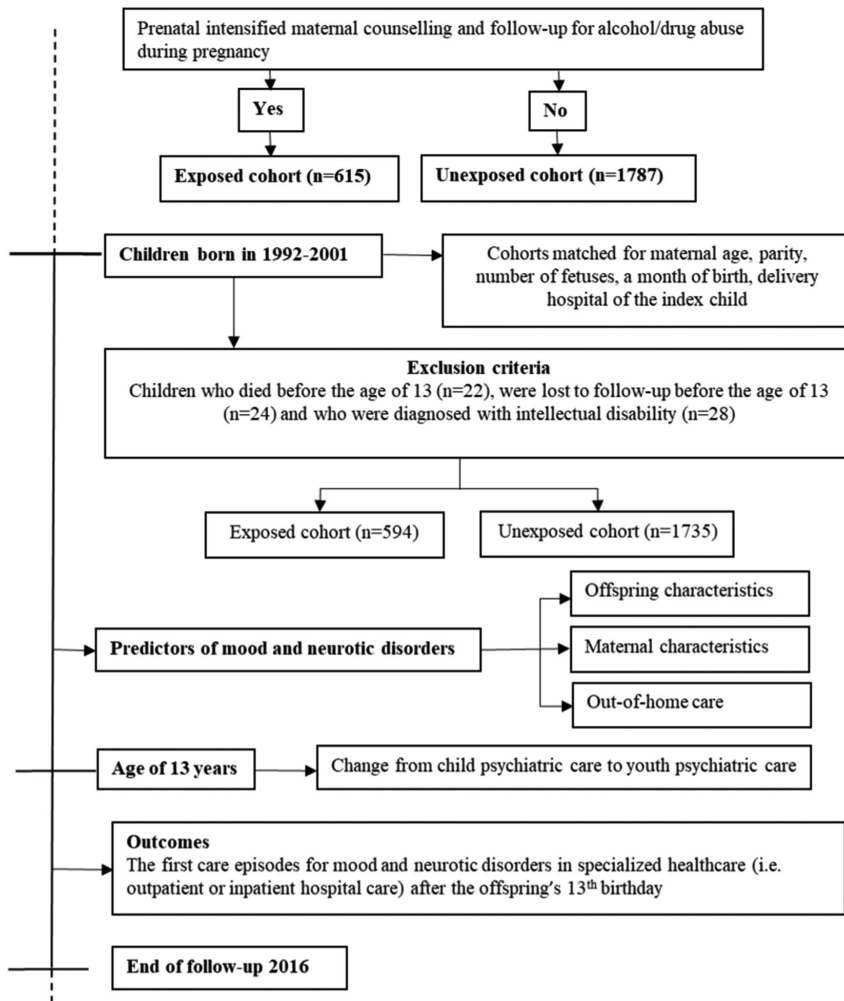 Prenatal intensified maternal counselling and follow-up for alcohol/drug abuse
during pregnancy
Yes
No
Exposed cohort (n=615)
Unexposed cohort (n=1787)
Children born in 1992-2001
Cohorts matched for maternal age, parity,
number of fetuses, a month of birth, delivery
hospital of the index child
Exclusion criteria
Children who died before the age of 13 (n=22), were lost to follow-up before the age of 13
(n=24) and who were diagnosed with intellectual disability (n=28)
Exposed cohort (n=594)
Unexposed cohort (n=1735)
Offspring characteristics
Predictors of mood and neurotic disorders
Maternal characteristics
Out-of-home care
Age of 13 years
Change from child psychiatric care to youth psychiatric care
Outcomes
The first care episodes for mood and neurotic disorders in specialized healthcare (i.e.
outpatient or inpatient hospital care) after the offspring's 13th birthday
End of follow-up 2016